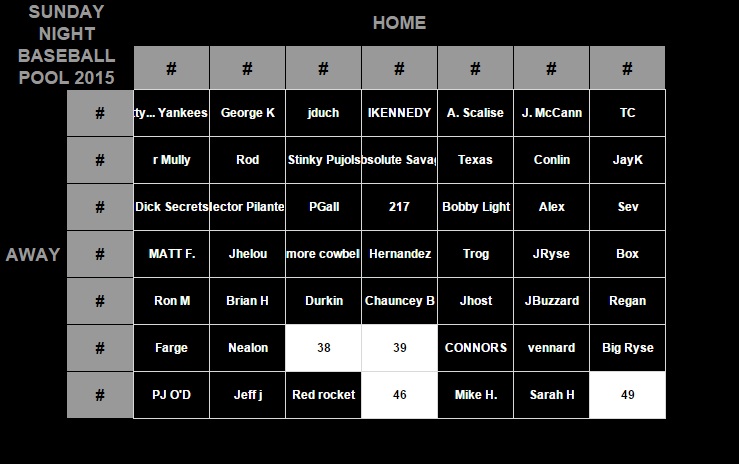 SUNDAY
NIGHT
BASEBALL
POOL 2015
HOME
# # # # # # #
# tty... Yankees George K jduch IKENNEDY A. Scalise J. McCann TC
# r Mully Rod Stinky Pujols bsolute Savag Texas Conlin JayK
# Dick Secrets lector Pilante PGall 217 Bobby Light Alex Sev
AWAY
# MATT F. Jhelou more cowbel Hernandez Trog JRyse Box
# Ron M Brian H Durkin Chauncey B Jhost JBuzzard Regan
# Farge Nealon 38 39 CONNORS vennard Big Ryse
# PJ O'D Jeff j Red rocket 46 Mike H. Sarah H 49